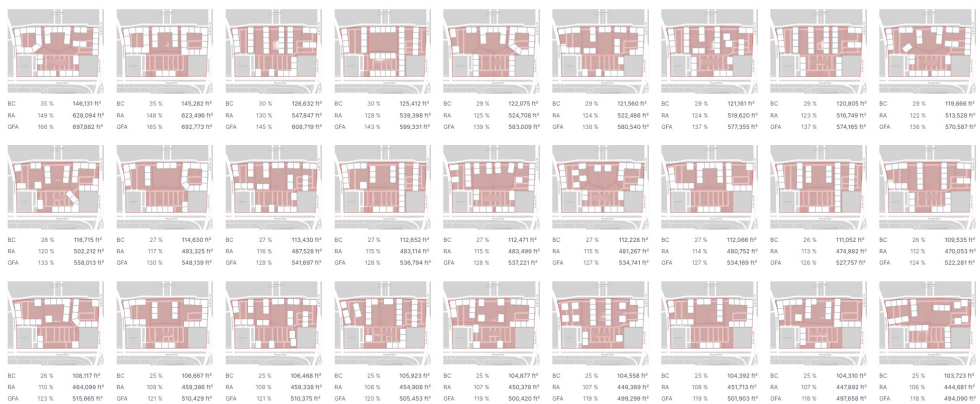 BC 35 % 146,131 ft² BC 35 % 145,282 ft² BC 30 % 126,632 ft² BC 30 % 125,412 ft² BC 29 % 122,075 ft² BC 29 % 121,560 ft² BC 29 % 121,161 ft² BC 29 % 120,805 ft² BC 29 % 119,866 ft²
RA 149 % 628,094 ft² RA 148 % 623,496 ft² RA 130 % 547,847 ft² RA 128 % 539,398 ft² RA 125 % 524,708 ft² RA 124 % 522,486 ft² RA 124 % 519,620 ft² RA 123 % 516,749 ft² RA 122 % 513,528 ft²
GFA 166 % 697,882 ft² GFA 165 % 692,773 ft² GFA 145 % 608,719 ft² GFA 143 % 599,331 ft² GFA 139 % 583,009 ft² GFA 138 % 580,540 ft² GFA 137 % 577,355 ft² GFA 137 % 574,165 ft² GFA 136 % 570,587 ft²
BC 28 % 116,715 ft² BC 27 % 114,630 ft² BC 27 % 113,430 ft² BC 27 % 112,652 ft² BC 27 % 112,471 ft² BC 27 % 112,228 ft² BC 27 % 112,066 ft² BC 26 % 111,052 ft² BC 26 % 109,535 ft²
RA 120 % 502,212 ft² RA 117 % 493,325 ft² RA 116 % 487,528 ft² RA 115 % 483,114 ft² RA 115 % 483,499 ft² RA 115 % 481,267 ft² RA 114 % 480,752 ft² RA 113 % 474,982 ft² RA 112 % 470,053 ft²
GFA 133 % 558,013 ft² GFA 130 % 548,139 ft² GFA 129 % 541,697 ft² GFA 128 % 536,794 ft² GFA 128 % 537,221 ft² GFA 127 % 534,741 ft² GFA 127 % 534,169 ft² GFA 126 % 527,757 ft² GFA 124 % 522,281 ft²
BC 26 % 108,117 ft² BC 25 % 106,667 ft² BC 25 % 106,468 ft² BC 25 % 105,923 ft² BC 25 % 104,877 ft² BC 25 % 104,558 ft² BC 25 % 104,392 ft² BC 25 % 104,310 ft² BC 25 % 103,723 ft²
RA 110 % 464,099 ft² RA 109 % 459,386 ft² RA 109 % 459,338 ft² RA 108 % 454,908 ft² RA 107 % 450,378 ft² RA 107 % 449,369 ft² RA 108 % 451,713 ft² RA 107 % 447,892 ft² RA 106 % 444,681 ft²
GFA 123 % 515,665 ft² GFA 121 % 510,429 ft² GFA 121 % 510,375 ft² GFA 120 % 505,453 ft² GFA 119 % 500,420 ft² GFA 119 % 499,299 ft² GFA 119 % 501,903 ft² GFA 118 % 497,658 ft² GFA 118 % 494,090 ft²